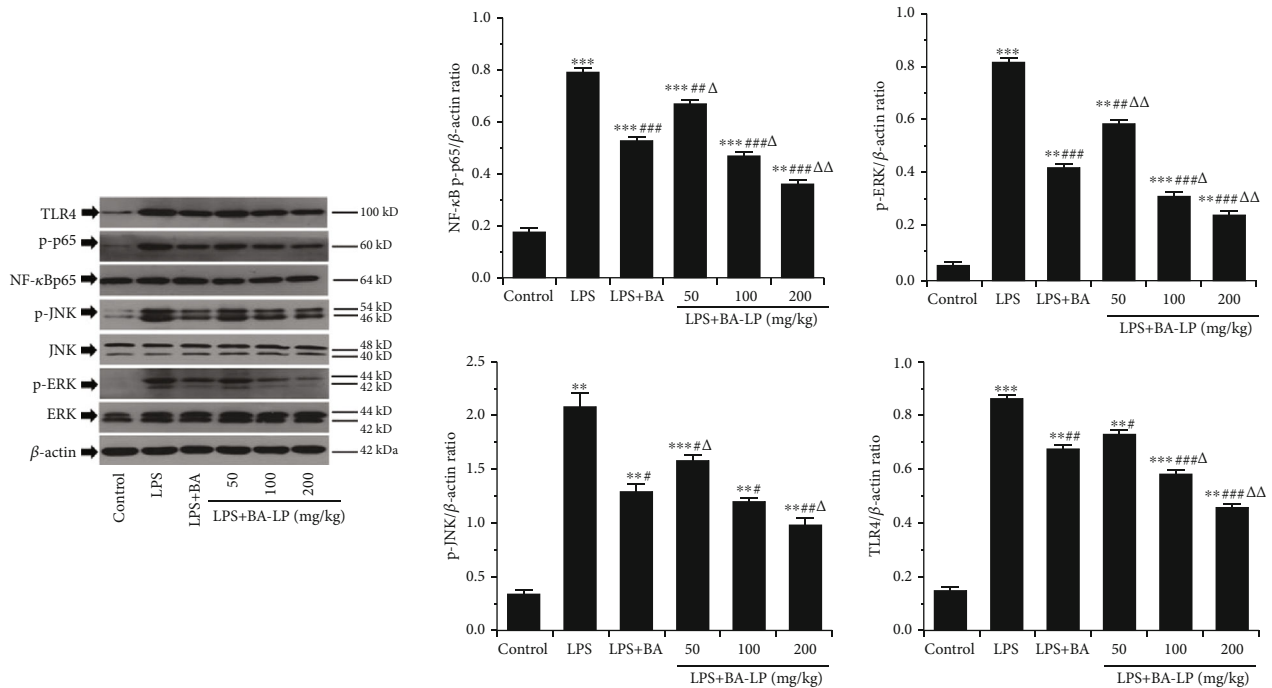 TLR4
100 kD
p-p65
60 kD
NF-κBp65
64 kD
p-JNK
54 kD
46 kD
JNK
48 kD
40 kD
p-ERK
44 kD
42 kD
ERK
44 kD
42 kD
β-actin
42 kDa
Control
LPS
LPS+BA
50
100
200
LPS+BA-LP (mg/kg)
NF-κB p-p65/β-actin ratio
1.0
0.8
0.6
0.4
0.2
0.0
***
***###
***##Δ
***###Δ
**###ΔΔ
Control LPS LPS+BA 50 100 200
LPS+BA-LP (mg/kg)
p-ERK/β-actin ratio
1.0
0.8
0.6
0.4
0.2
0.0
***
**###
**##ΔΔ
***###Δ
**###ΔΔ
Control LPS LPS+BA 50 100 200
LPS+BA-LP (mg/kg)
p-JNK/β-actin ratio
2.5
2.0
1.5
1.0
0.5
0.0
**
**#
***#Δ
**#
**##Δ
Control LPS LPS+BA 50 100 200
LPS+BA-LP (mg/kg)
TLR4/β-actin ratio
1.0
0.8
0.6
0.4
0.2
0.0
***
**##
**#
***###Δ
**###ΔΔ
Control LPS LPS+BA 50 100 200
LPS+BA-LP (mg/kg)